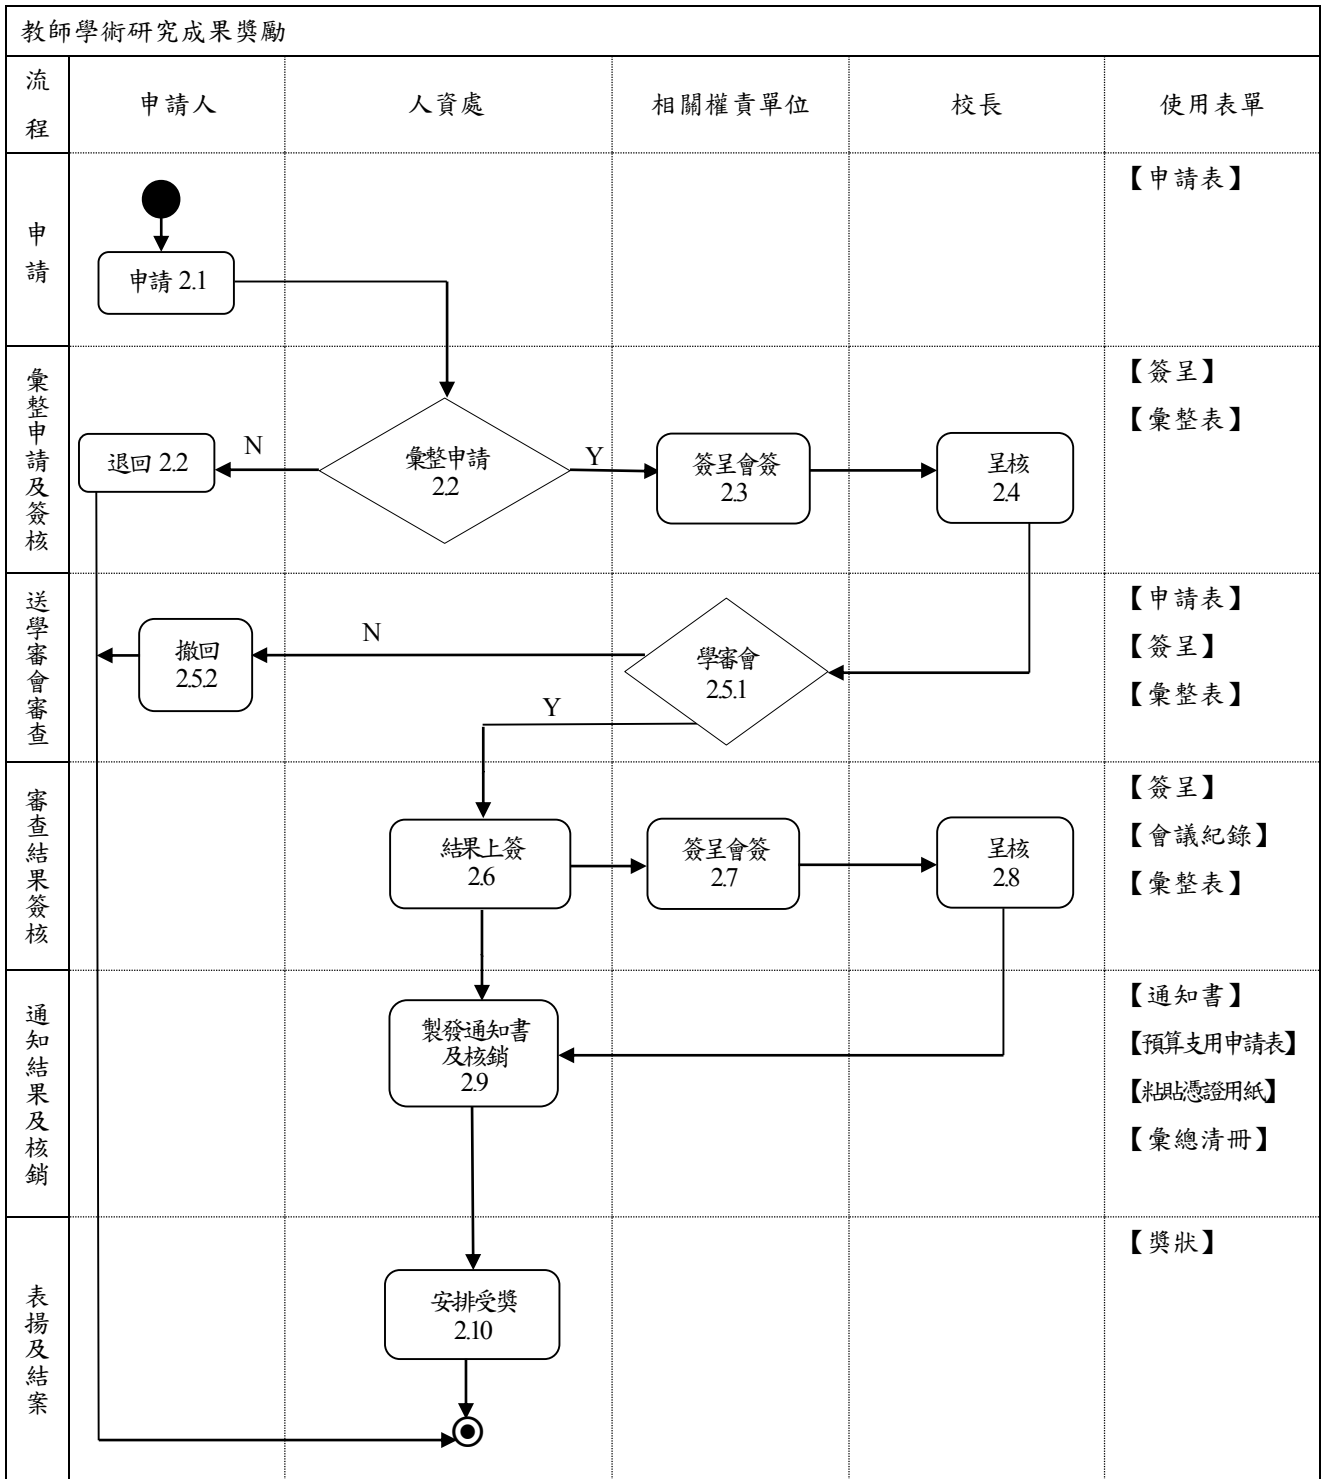 教師學術研究成果獎勵
流程
申請人
人資處
相關權責單位
校長
使用表單
申請
申請 2.1
【申請表】
彙整申請及簽核
退回 2.2
N
彙整申請
2.2
Y
簽呈會簽
2.3
呈核
2.4
【簽呈】
【彙整表】
送學審會審查
撤回
2.5.2
N
學審會
2.5.1
Y
【申請表】
【簽呈】
【彙整表】
審查結果簽核
結果上簽
2.6
簽呈會簽
2.7
呈核
2.8
【簽呈】
【會議紀錄】
【彙整表】
通知結果及核銷
製發通知書
及核銷
2.9
【通知書】
【預算支用申請表】
【粘貼憑證用紙】
【彙總清冊】
表揚及結案
安排受獎
2.10
【獎狀】